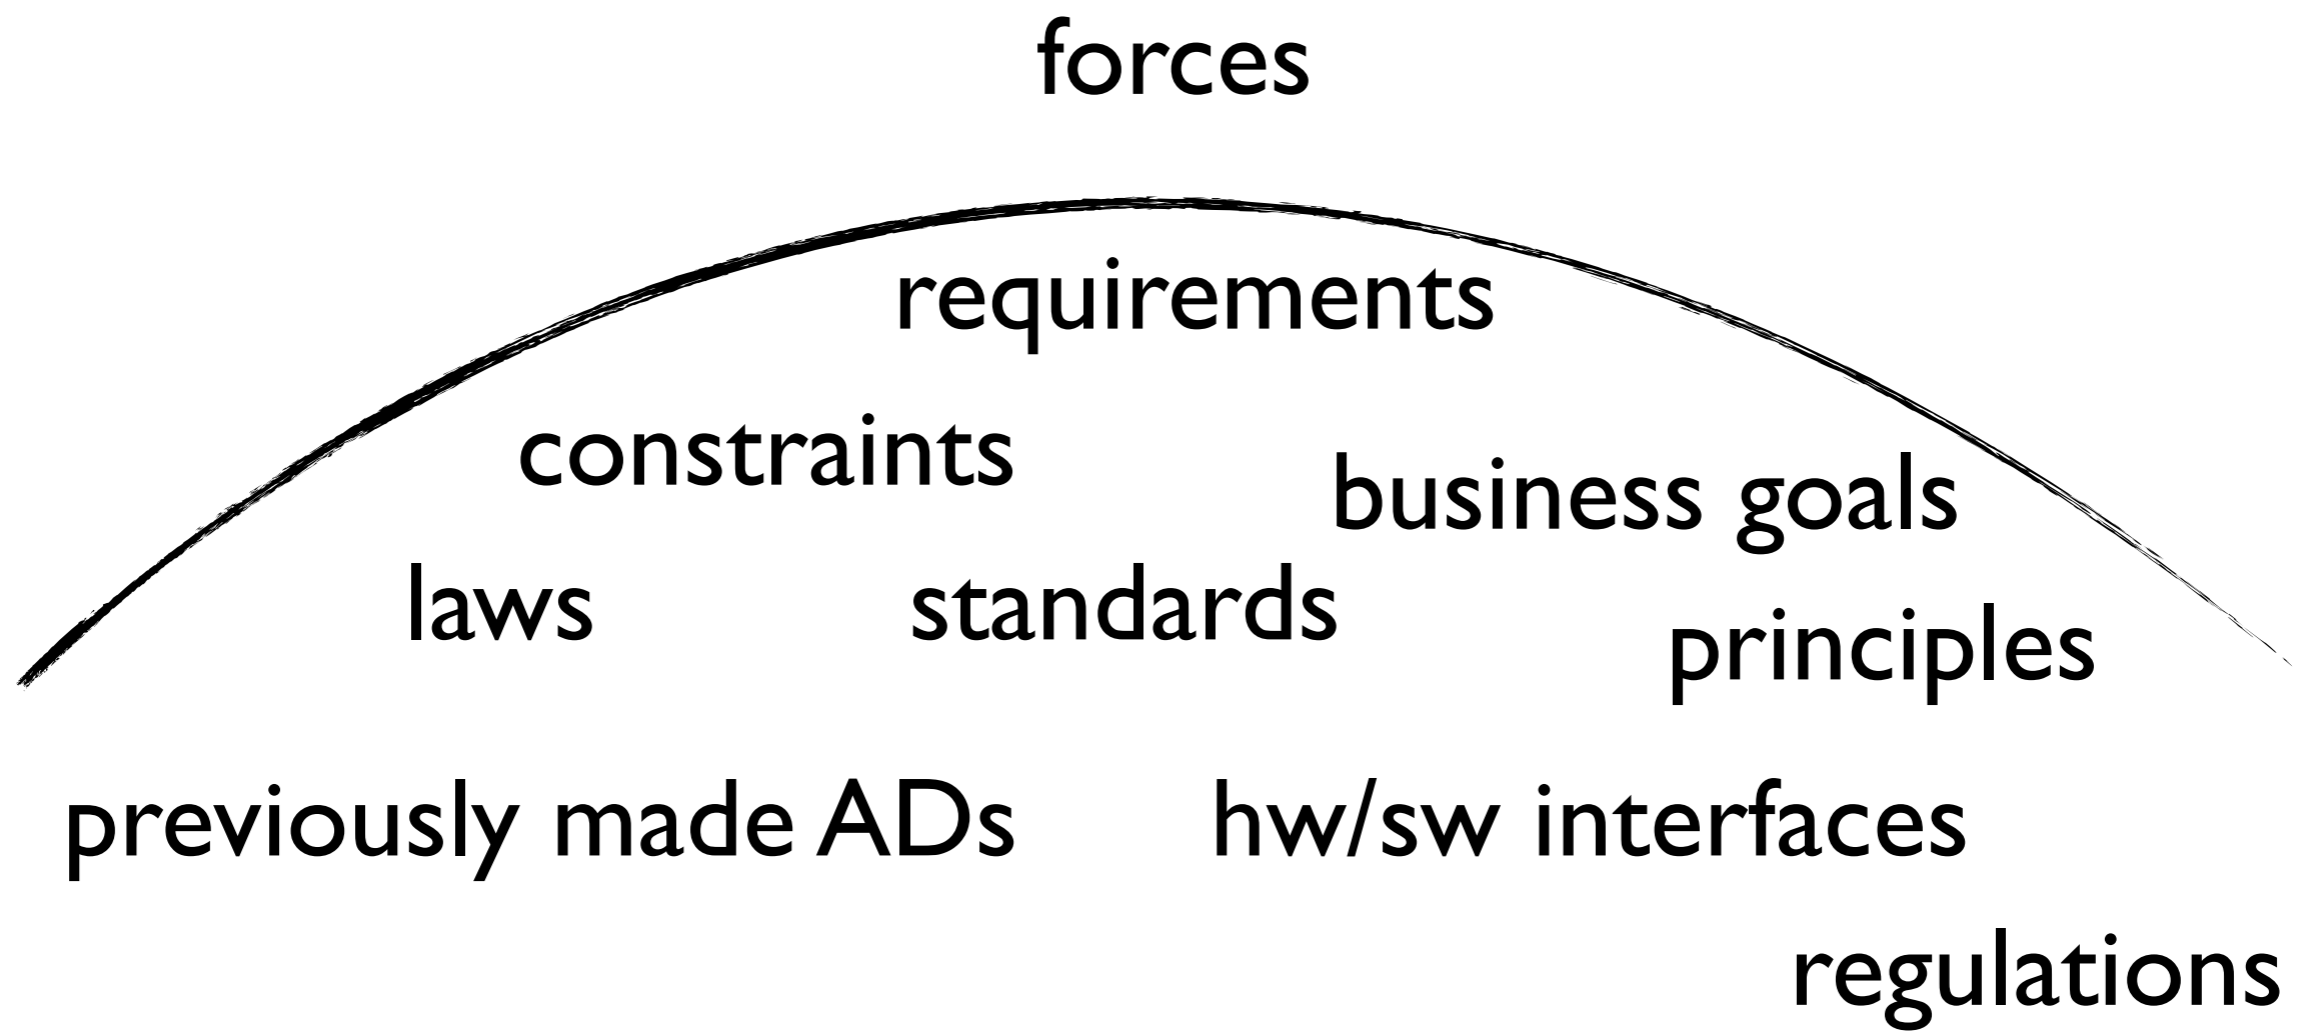 forces
requirements
constraints
business goals
laws
standards
principles
previously made ADs
hw/sw interfaces
regulations